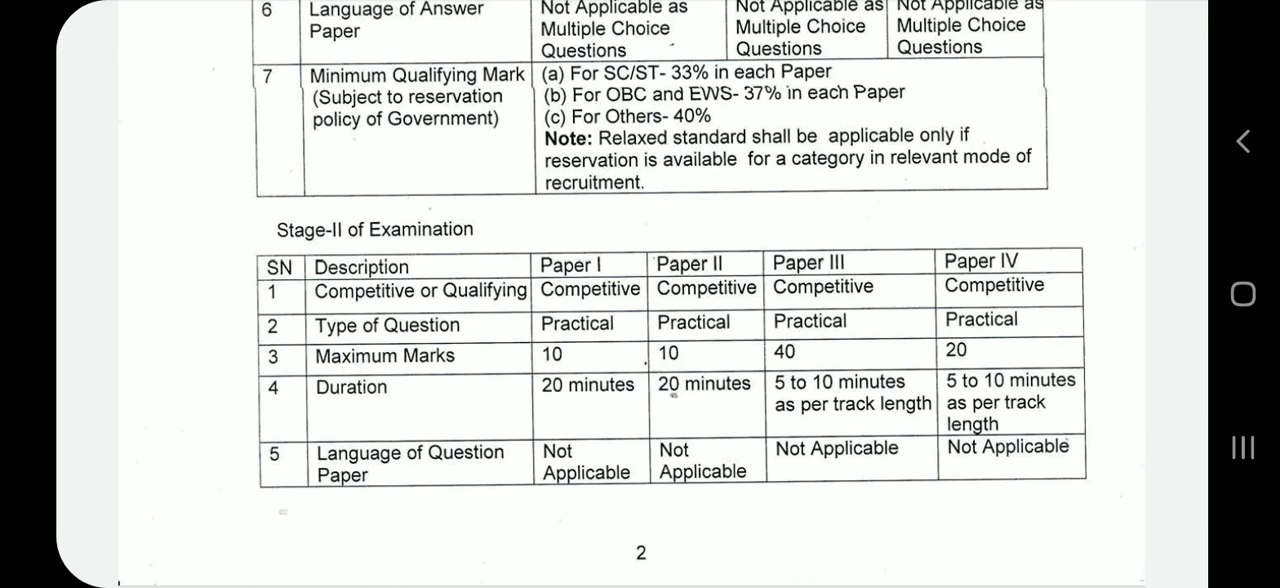 6 Language of Answer Not Applicable as Not Applicable as Not Applicable as
Paper Multiple Choice Multiple Choice Multiple Choice
Questions Questions Questions
7 Minimum Qualifying Mark (a) For SC/ST- 33% in each Paper
(Subject to reservation (b) For OBC and EWS- 37% in each Paper
policy of Government) (c) For Others- 40%
Note: Relaxed standard shall be applicable only if
reservation is available for a category in relevant mode of
recruitment.
Stage-II of Examination
SN Description Paper I Paper II Paper III Paper IV
1 Competitive or Qualifying Competitive Competitive Competitive Competitive
2 Type of Question Practical Practical Practical Practical
3 Maximum Marks 10 10 40 20
4 Duration 20 minutes 20 minutes 5 to 10 minutes 5 to 10 minutes
as per track length as per track
length
5 Language of Question Not Not Not Applicable Not Applicable
Paper Applicable Applicable
2